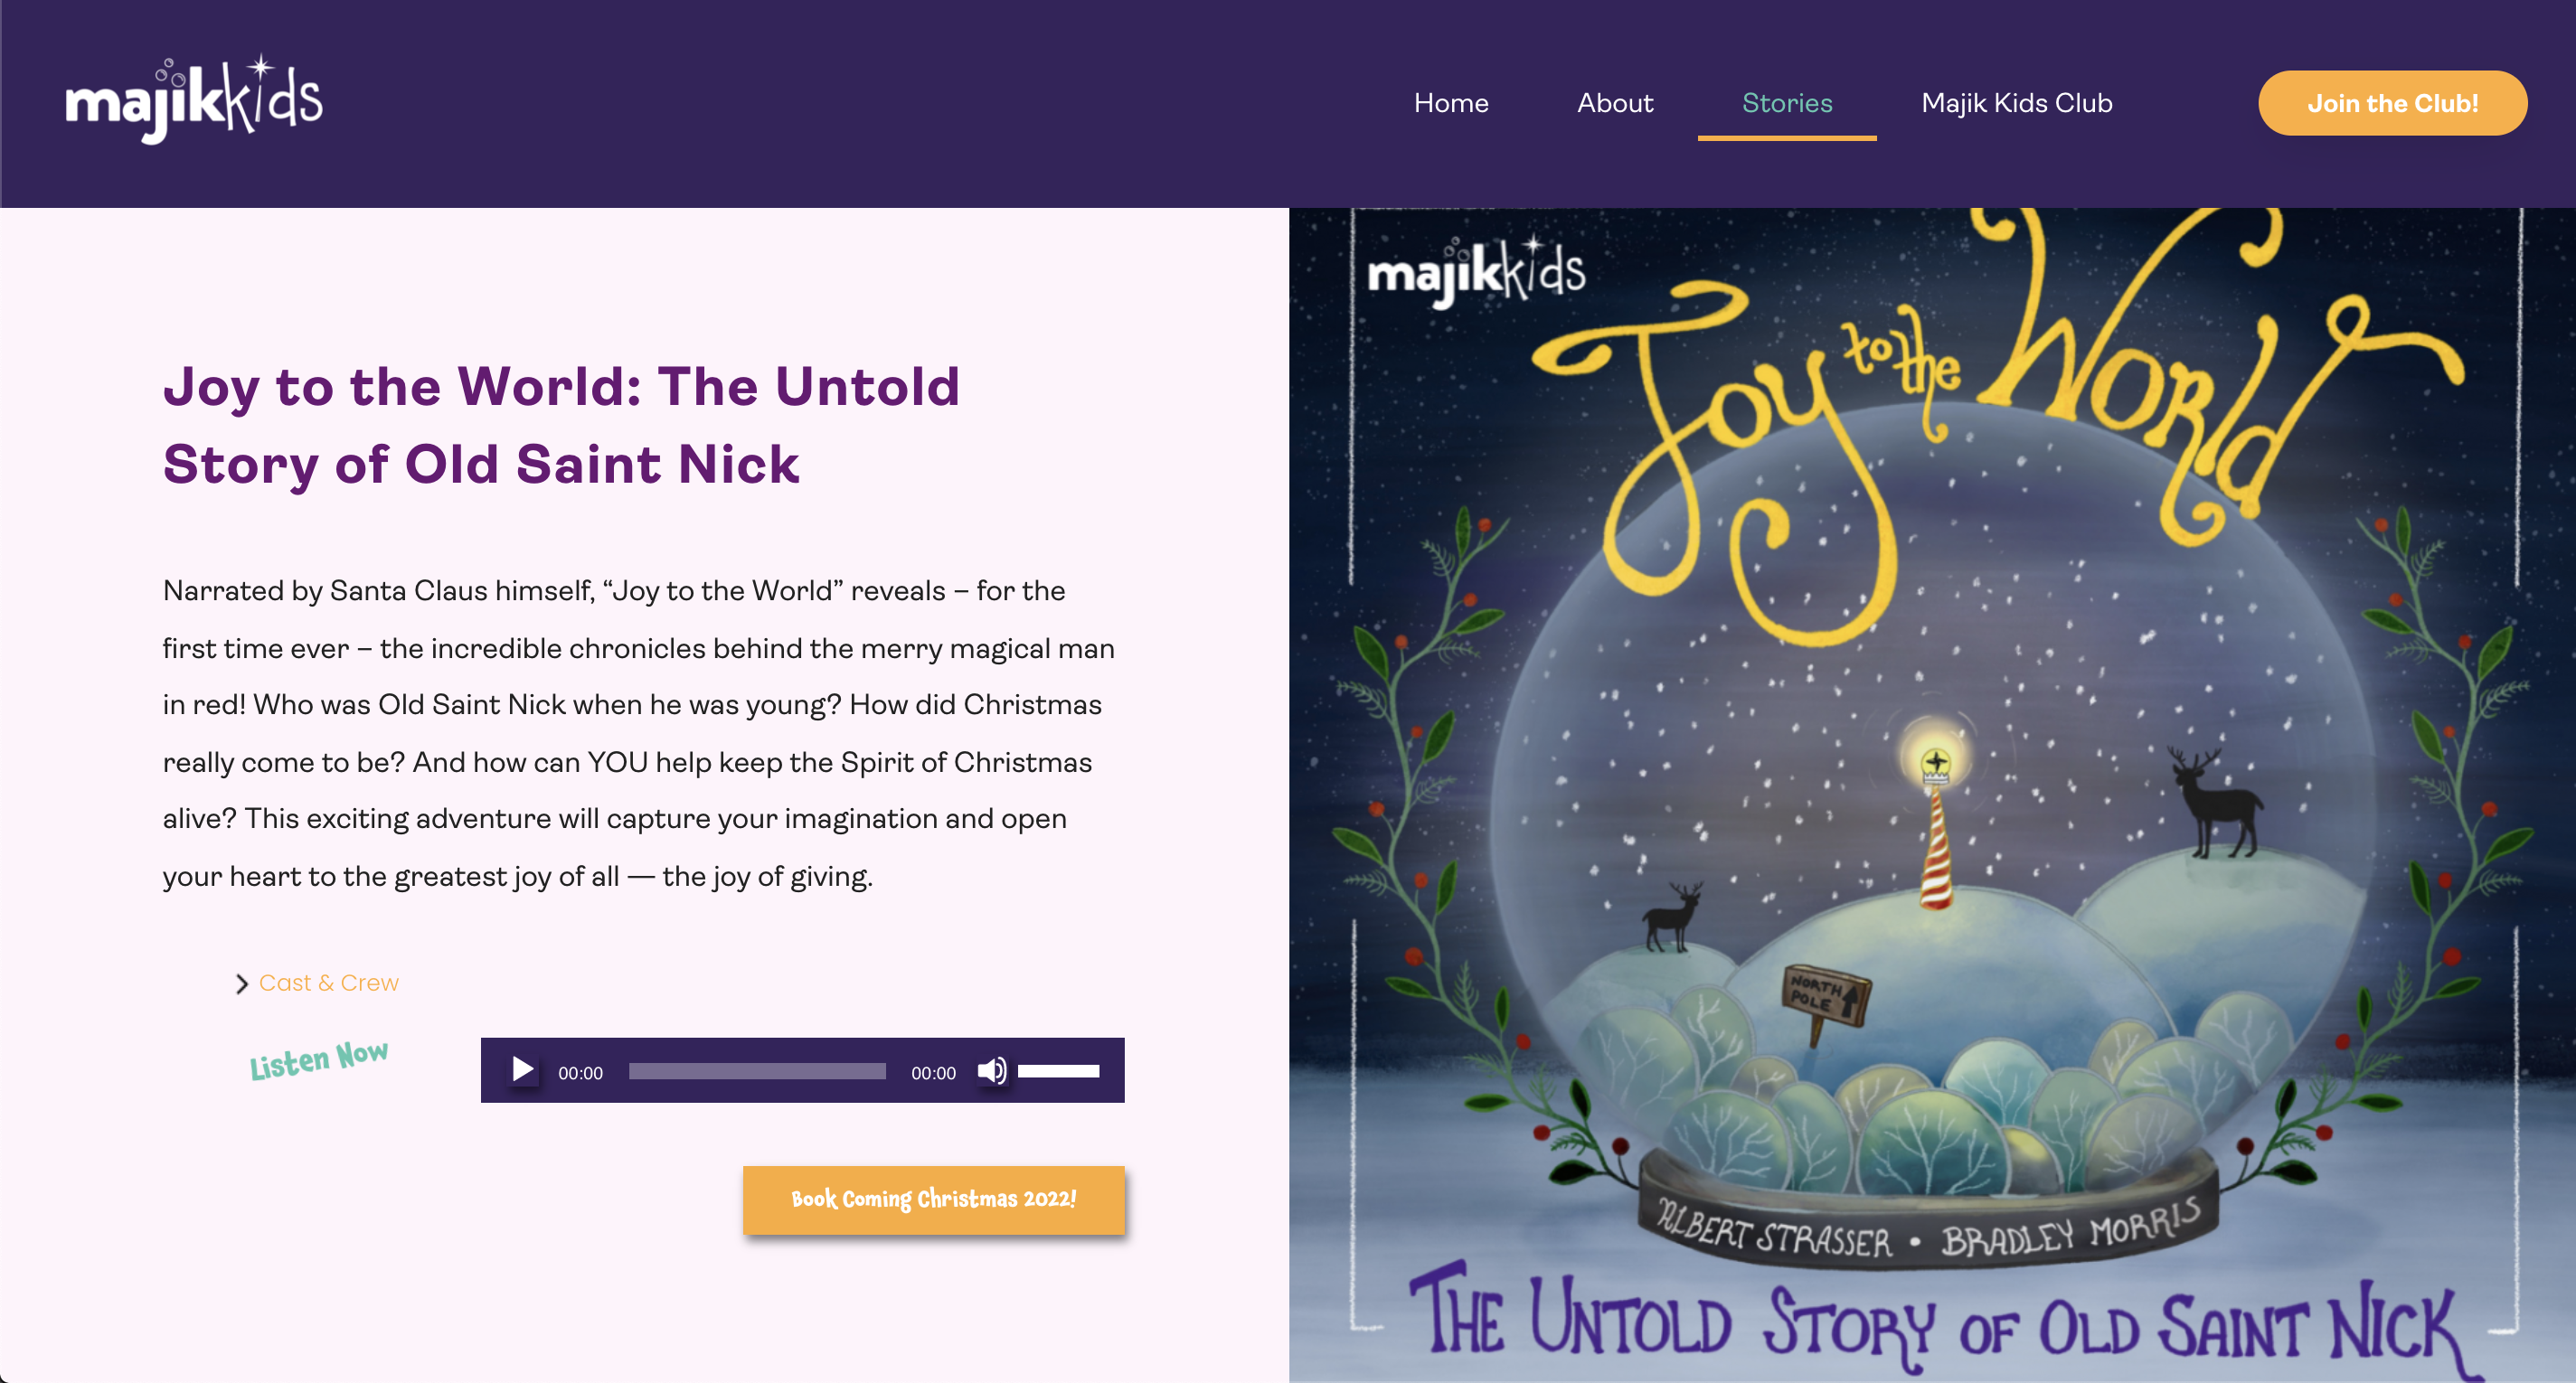 majikkids
Home
About
Stories
Majik Kids Club
Join the Club!
Joy to the World: The Untold
Story of Old Saint Nick
Narrated by Santa Claus himself, “Joy to the World” reveals – for the
first time ever – the incredible chronicles behind the merry magical man
in red! Who was Old Saint Nick when he was young? How did Christmas
really come to be? And how can YOU help keep the Spirit of Christmas
alive? This exciting adventure will capture your imagination and open
your heart to the greatest joy of all — the joy of giving.
Cast & Crew
Listen Now
00:00
00:00
Book Coming Christmas 2022!
majikkids
Joy to the World
NORTH
POLE
ALBERT STRASSER • BRADLEY MORRIS
THE UNTOLD STORY OF OLD SAINT NICK